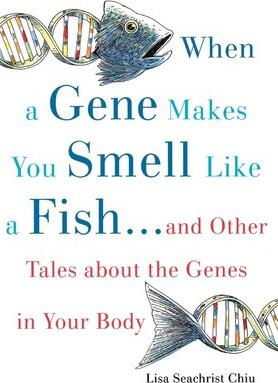 When
a Gene Makes
You Smell Like
a Fish...and Other
Tales about the Genes
in Your Body
Lisa Seachrist Chiu